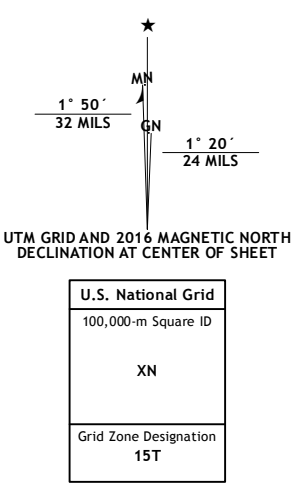 ★
MN
1° 50´
32 MILS
GN
1° 20´
24 MILS
UTM GRID AND 2016 MAGNETIC NORTH
DECLINATION AT CENTER OF SHEET
U.S. National Grid
100,000-m Square ID
XN
Grid Zone Designation
15T